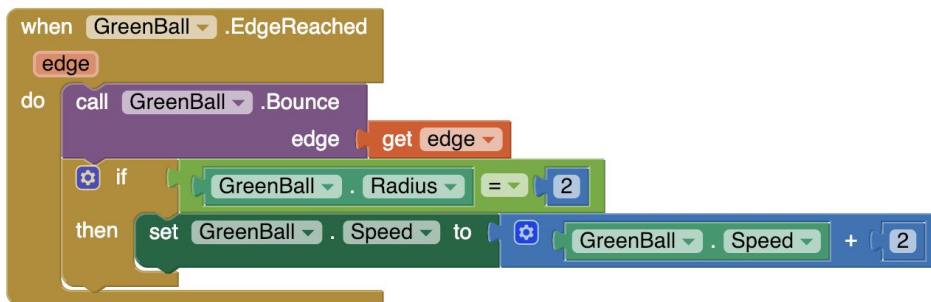 when GreenBall .EdgeReached
edge
do call GreenBall .Bounce
edge get edge
if GreenBall . Radius = 2
then set GreenBall . Speed to GreenBall . Speed + 2